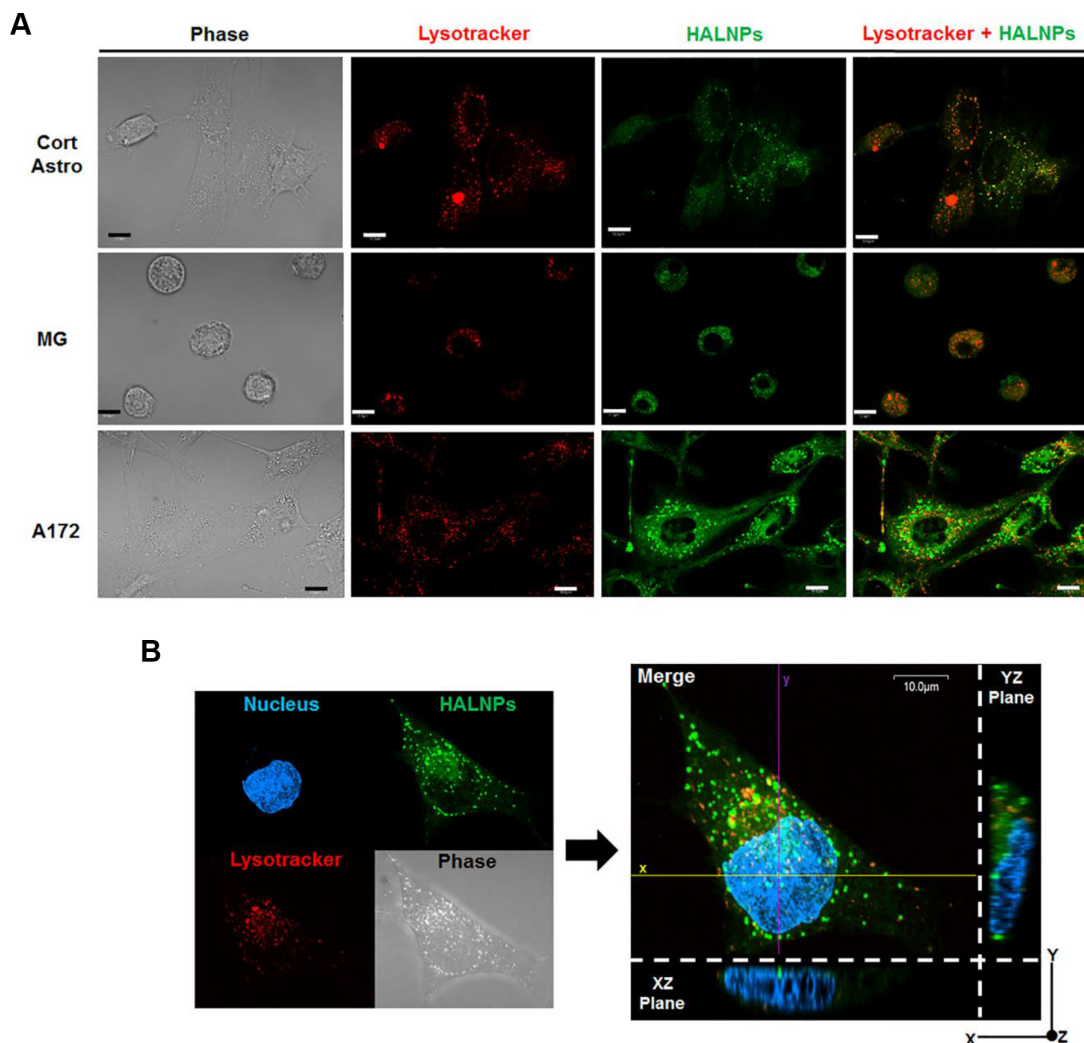 A
Phase
Lysotracker
HALNPs
Lysotracker + HALNPs
Cort
Astro
MG
A172
B
Nucleus
HALNPs
Lysotracker
Phase
Merge
y
10.0µm
YZ
Plane
x
XZ
Plane
Y
X
Z